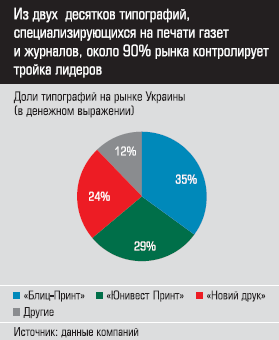 Из двух десятков типографий,
специализирующихся на печати газет
и журналов, около 90% рынка контролирует
тройка лидеров
Доли типографий на рынке Украины
(в денежном выражении)
12%
35%
24%
29%
«Блиц-Принт» «Юнивест Принт» «Новий друк»
Другие
Источник: данные компаний